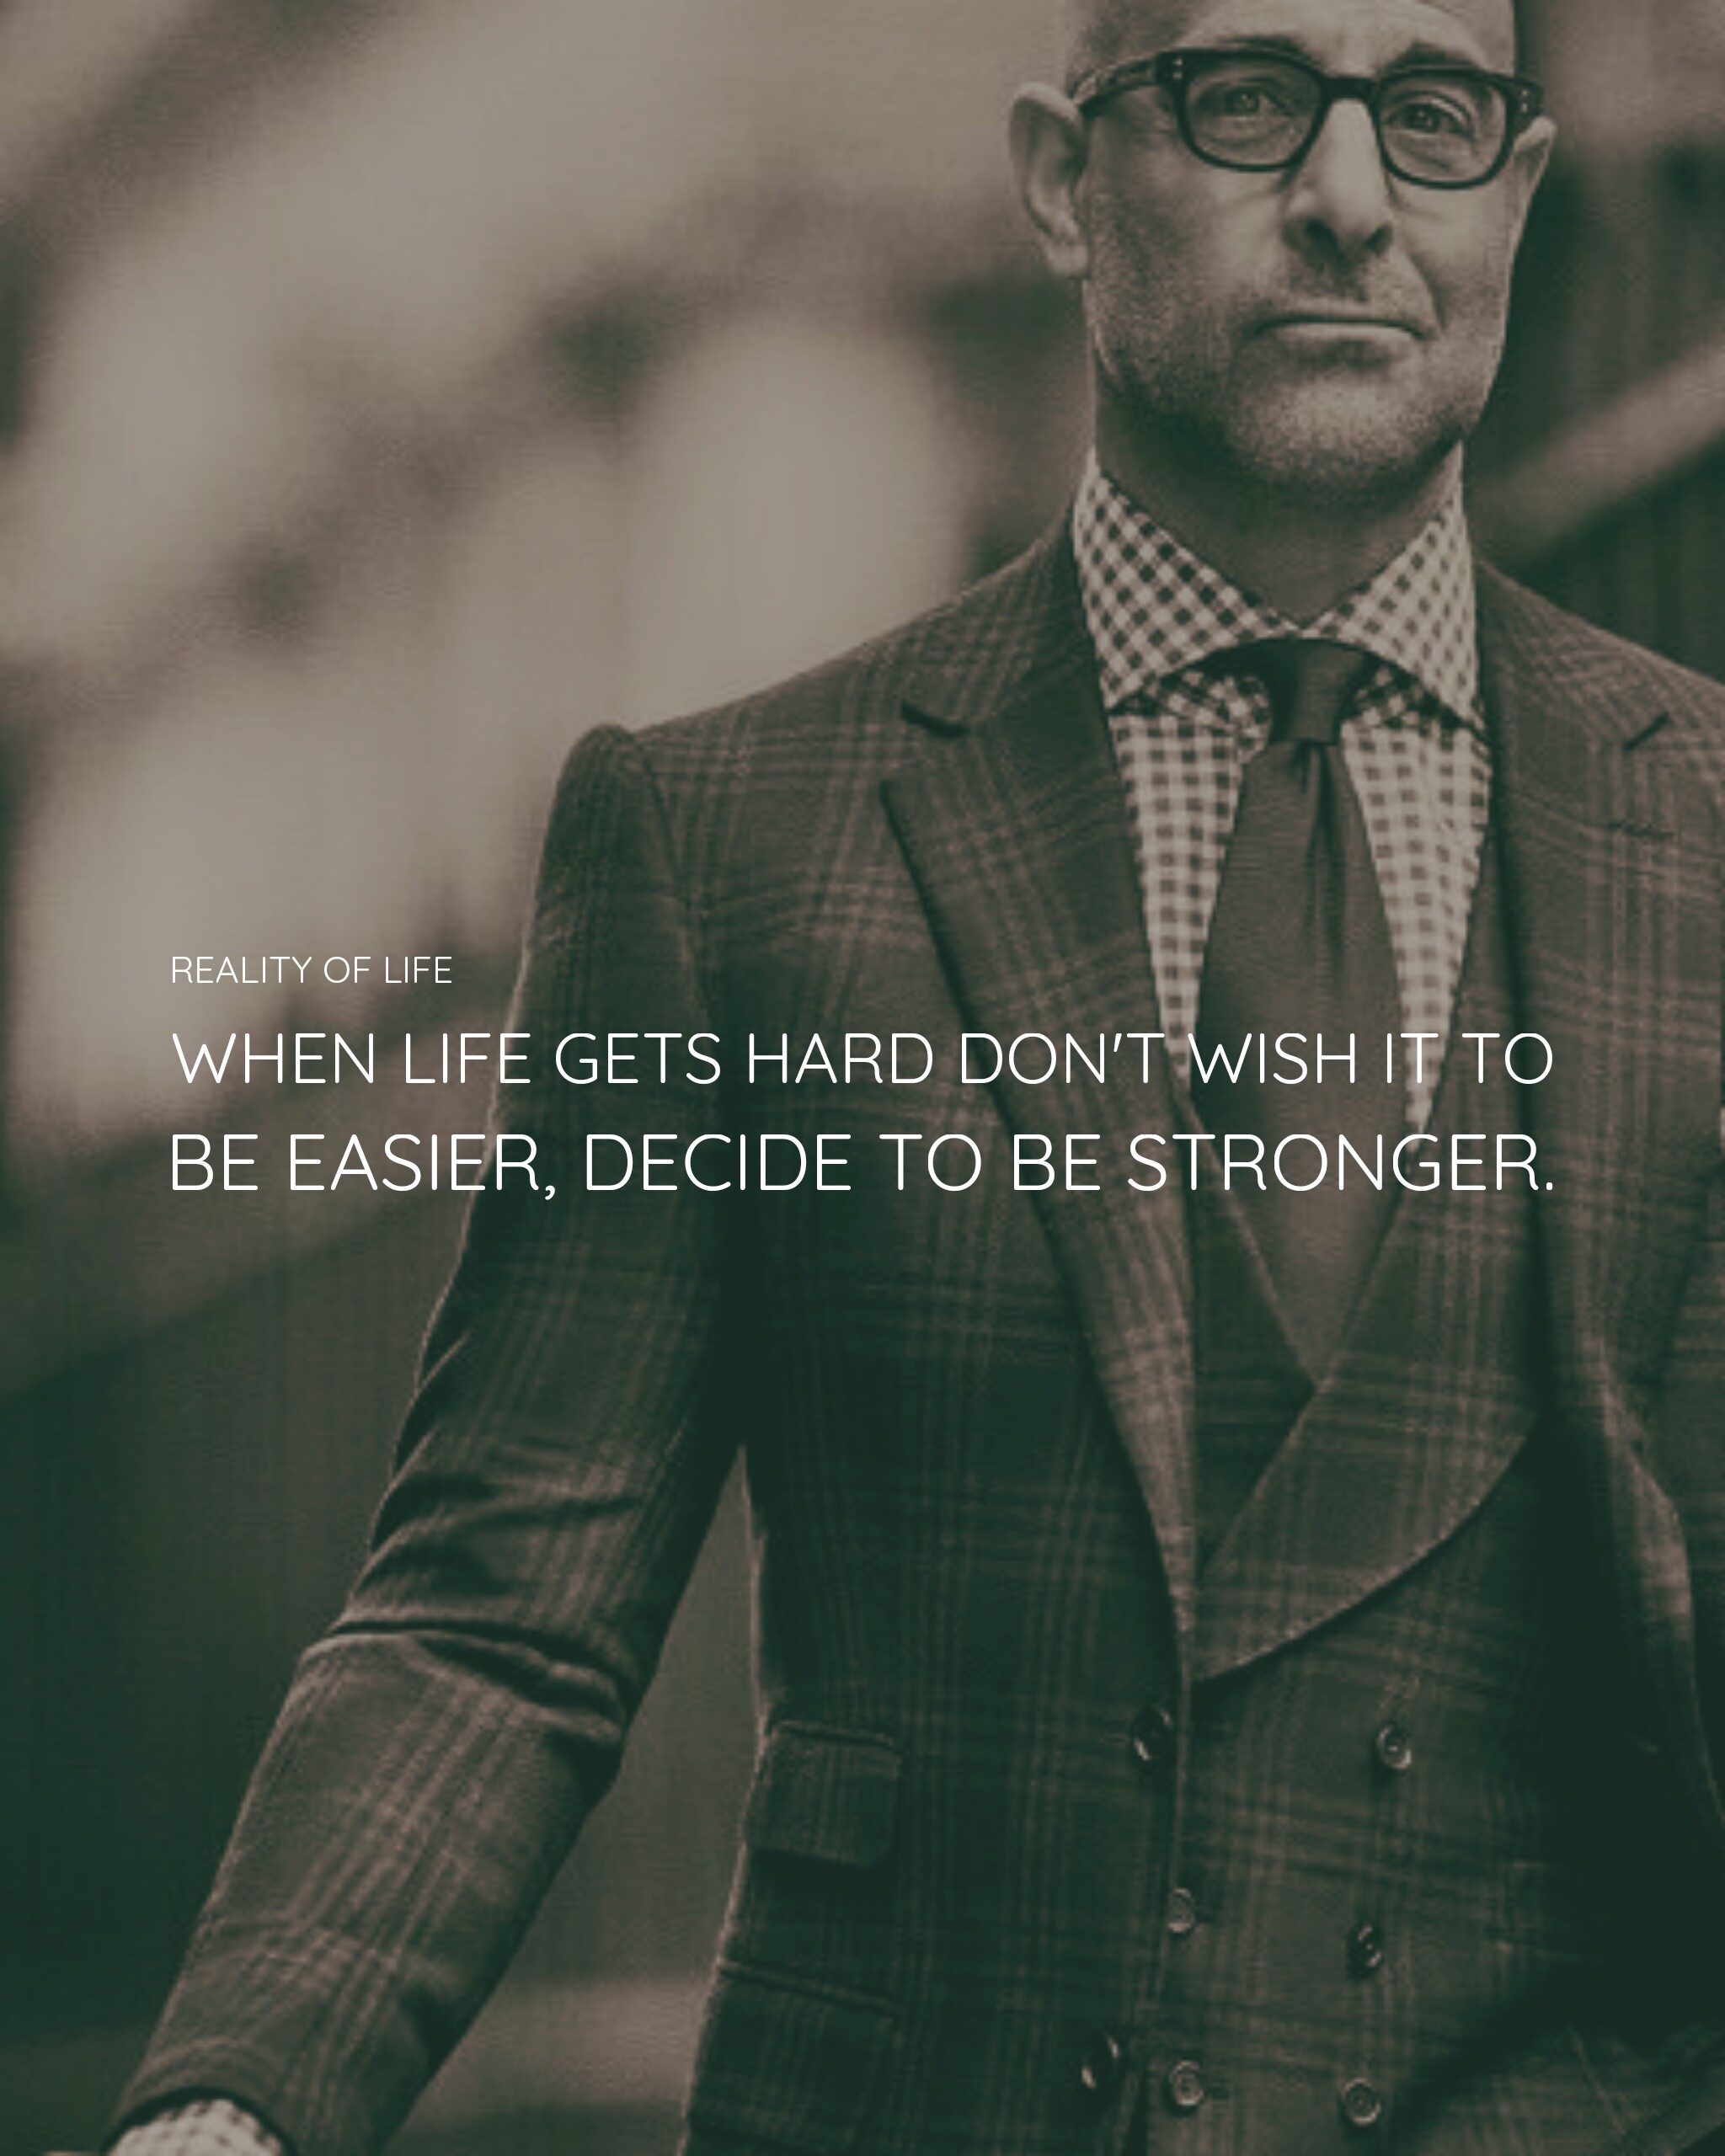 REALITY OF LIFE
WHEN LIFE GETS HARD DON'T WISH IT TO
BE EASIER, DECIDE TO BE STRONGER.